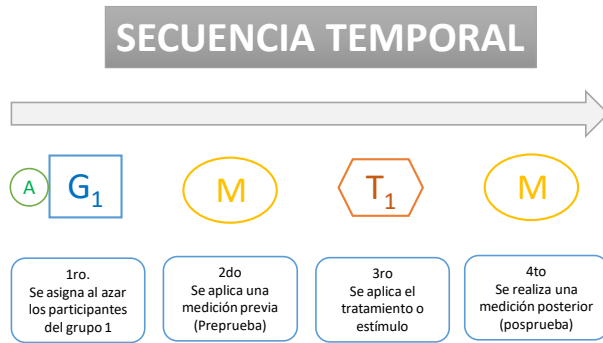 SECUENCIA TEMPORAL
A G1 M T1 M
1ro.
Se asigna al azar
los participantes
del grupo 1
2do
Se aplica una
medición previa
(Preprueba)
3ro
Se aplica el
tratamiento o
estímulo
4to
Se realiza una
medición posterior
(posprueba)